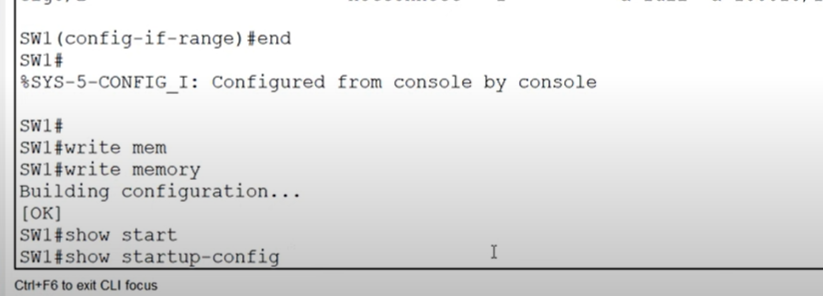 SW1(config-if-range)#end
SW1#
%SYS-5-CONFIG_I: Configured from console by console
SW1#
SW1#write mem
SW1#write memory
Building configuration...
[OK]
SW1#show start
SW1#show startup-config
Ctrl+F6 to exit CLI focus